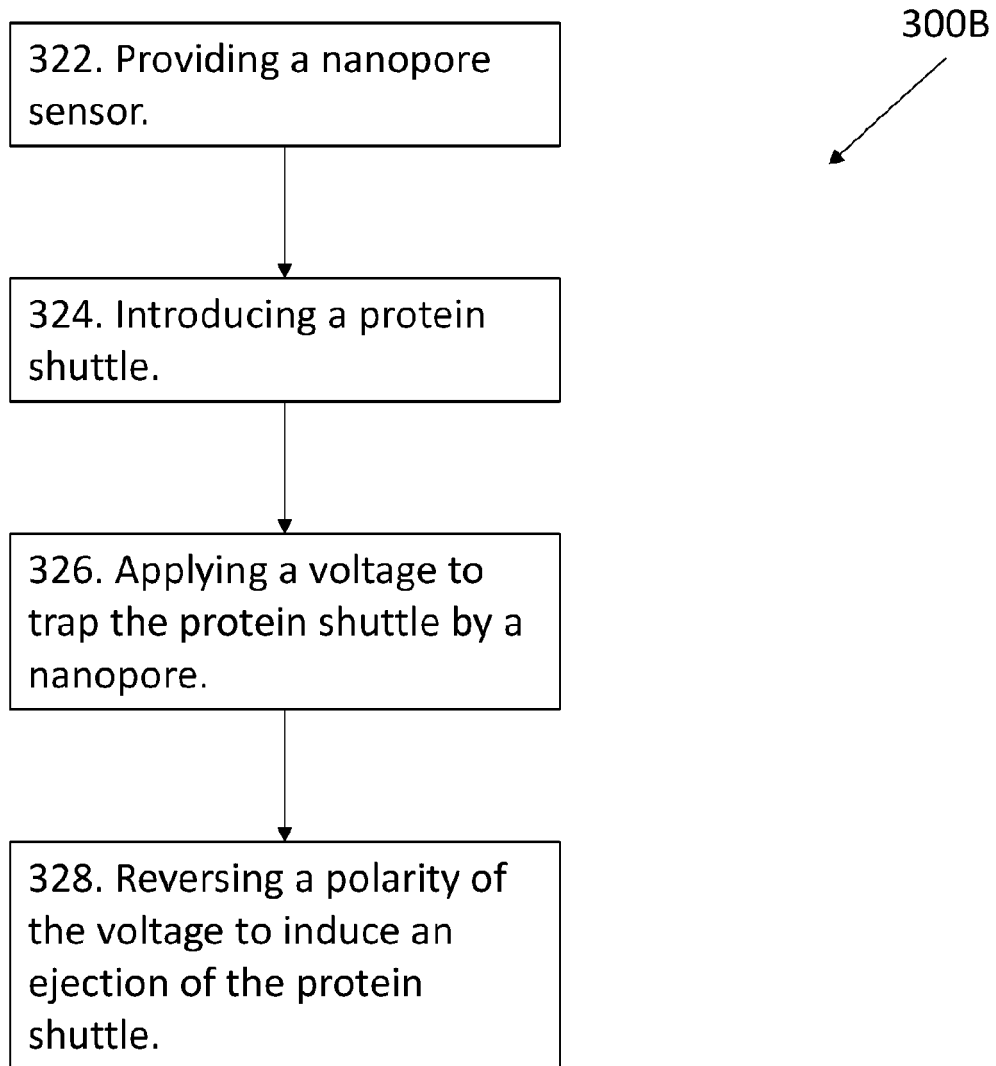 300B
322. Providing a nanopore
sensor.
324. Introducing a protein
shuttle.
326. Applying a voltage to
trap the protein shuttle by a
nanopore.
328. Reversing a polarity of
the voltage to induce an
ejection of the protein
shuttle.